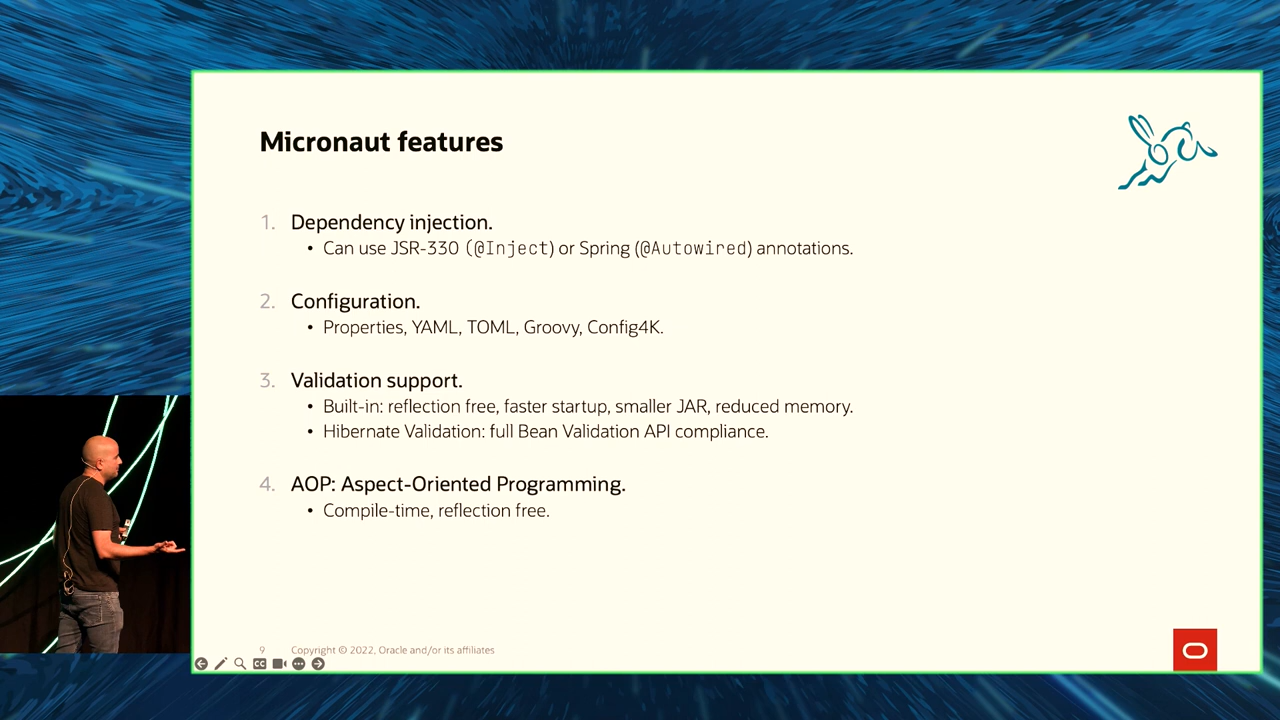 Micronaut features
1. Dependency injection.
• Can use JSR-330 (@Inject) or Spring (@Autowired) annotations.
2. Configuration.
• Properties, YAML, TOML, Groovy, Config4K.
3. Validation support.
• Built-in: reflection free, faster startup, smaller JAR, reduced memory.
• Hibernate Validation: full Bean Validation API compliance.
4. AOP: Aspect-Oriented Programming.
• Compile-time, reflection free.
9 Copyright © 2022, Oracle and/or its affiliates
CC